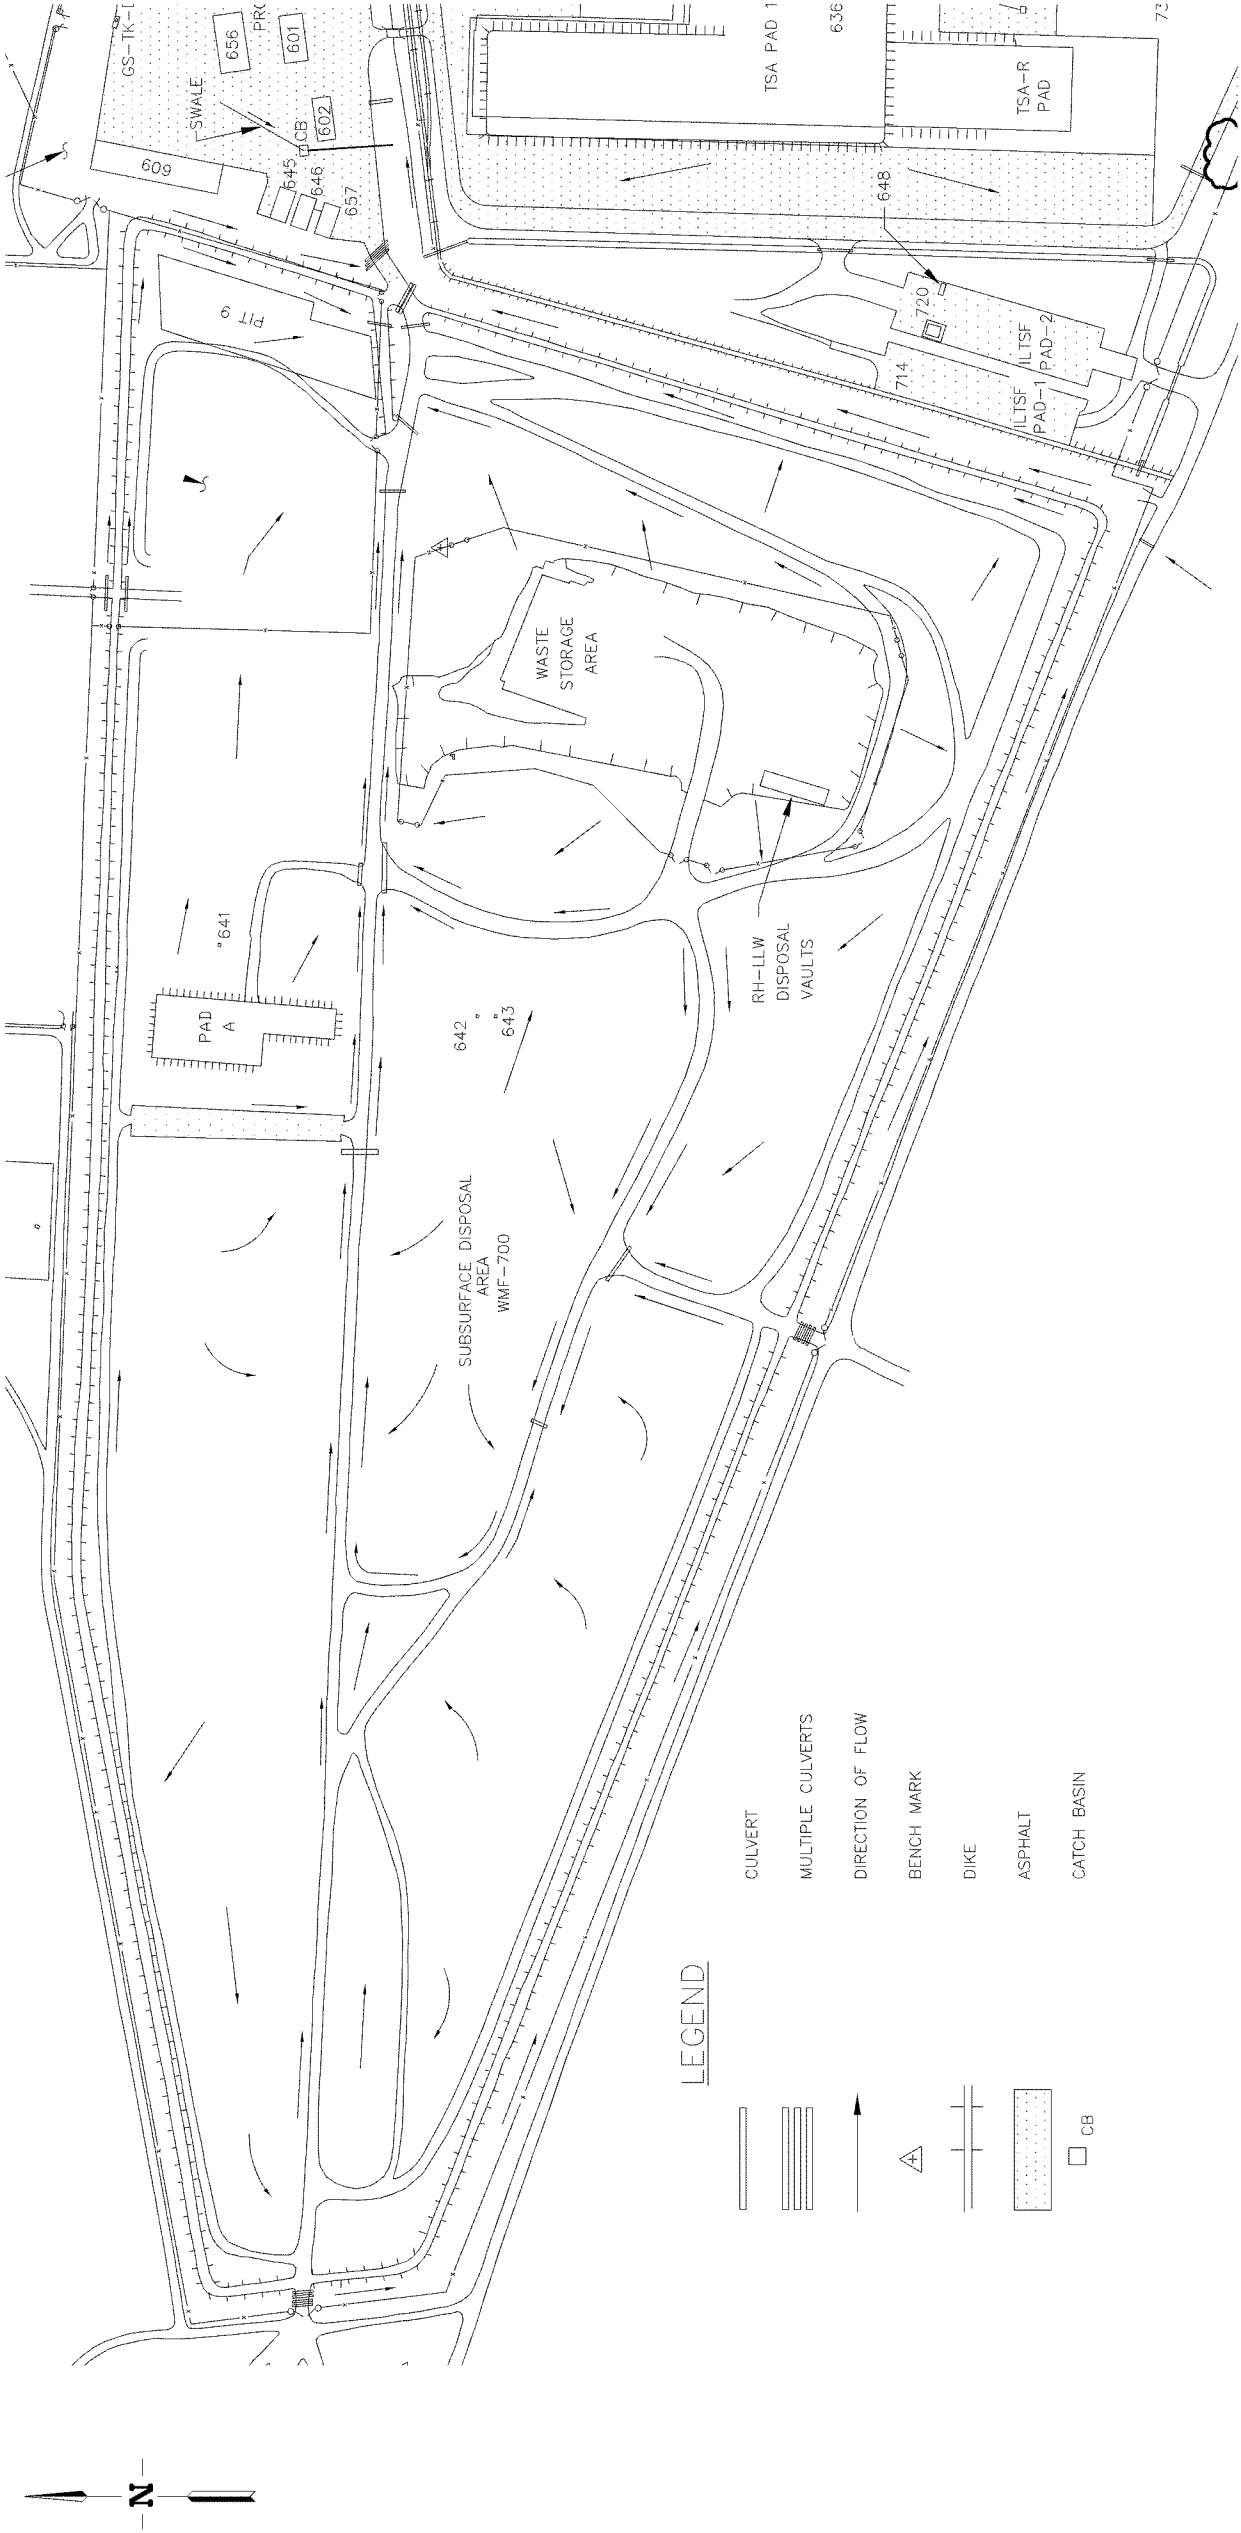 GS-TK-
656
PR
601
SWALE
CB
602
609
645
646
657
PIT 9
TSA PAD 1
636
73
TSA-R
PAD
648
720
714
ILTSF
PAD-2
ILTSF
PAD-1
WASTE
STORAGE
AREA
641
PAD
A
642
643
RH-LLW
DISPOSAL
VAULTS
SUBSURFACE DISPOSAL
AREA
WMF-700
LEGEND
CULVERT
MULTIPLE CULVERTS
DIRECTION OF FLOW
BENCH MARK
DIKE
ASPHALT
CB
CATCH BASIN
N